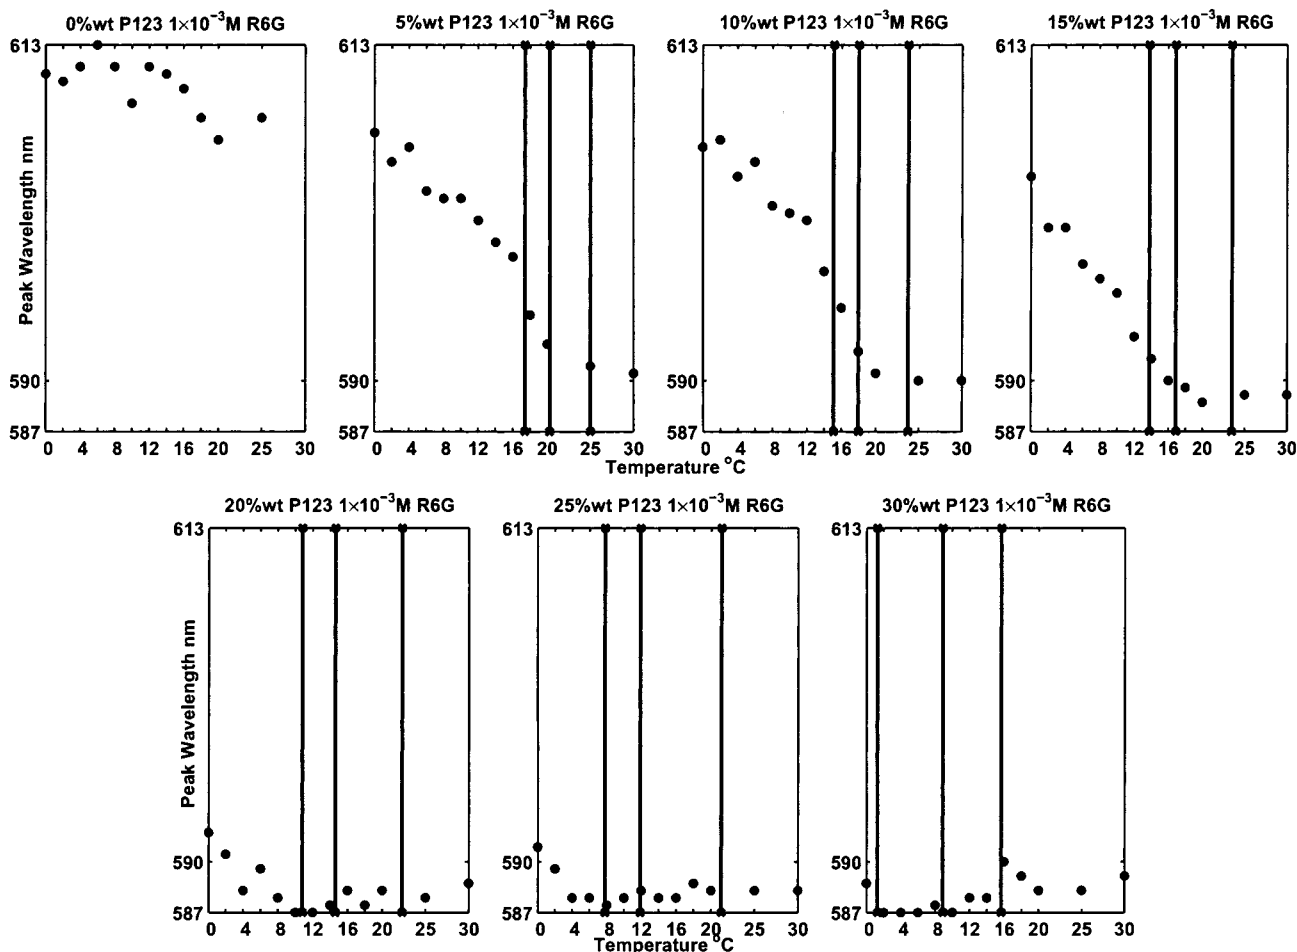 0%wt P123 1×10⁻³M R6G
5%wt P123 1×10⁻³M R6G
10%wt P123 1×10⁻³M R6G
15%wt P123 1×10⁻³M R6G
613
613
613
613
Peak Wavelength nm
590
590
590
590
587
587
587
587
0 4 8 12 16 20 25 30
0 4 8 12 16 20 25 30
0 4 8 12 16 20 25 30
0 4 8 12 16 20 25 30
Temperature °C
20%wt P123 1×10⁻³M R6G
25%wt P123 1×10⁻³M R6G
30%wt P123 1×10⁻³M R6G
613
613
613
Peak Wavelength nm
590
590
590
587
587
587
0 4 8 12 16 20 25 30
0 4 8 12 16 20 25 30
0 4 8 12 16 20 25 30
Temperature °C